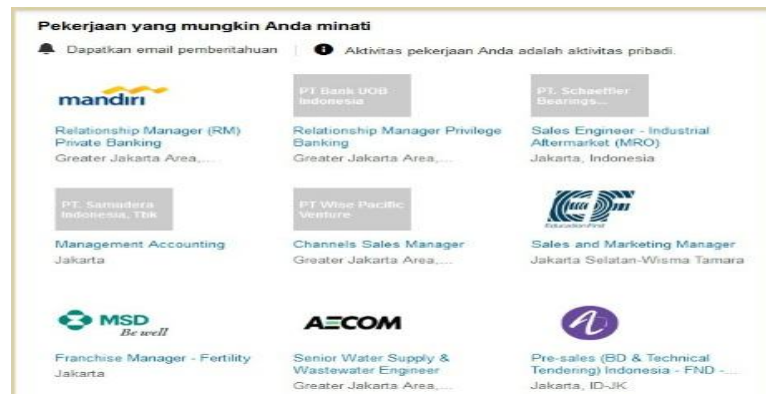 Pekerjaan yang mungkin Anda minati
Dapatkan email pemberitahuan
Aktivitas pekerjaan Anda adalah aktivitas pribadi.
mandırı
Relationship Manager (RM)
Private Banking
Greater Jakarta Area,...
PT Bank UOB
Indonesia
Relationship Manager Privilege
Banking
Greater Jakarta Area,...
PT. Schaeffler
Bearings...
Sales Engineer - Industrial
Aftermarket (MRO)
Jakarta, Indonesia
PT. Samudera
Indonesia, Tbk
Management Accounting
Jakarta
PT Wise Pacific
Venture
Channels Sales Manager
Greater Jakarta Area,...
EF
Education First
Sales and Marketing Manager
Jakarta Selatan-Wisma Tamara
MSD
Be well
Franchise Manager - Fertility
Jakarta
AECOM
Senior Water Supply &
Wastewater Engineer
Greater Jakarta Area,...
Pre-sales (BD & Technical
Tendering) Indonesia - FND -...
Jakarta, ID-JK